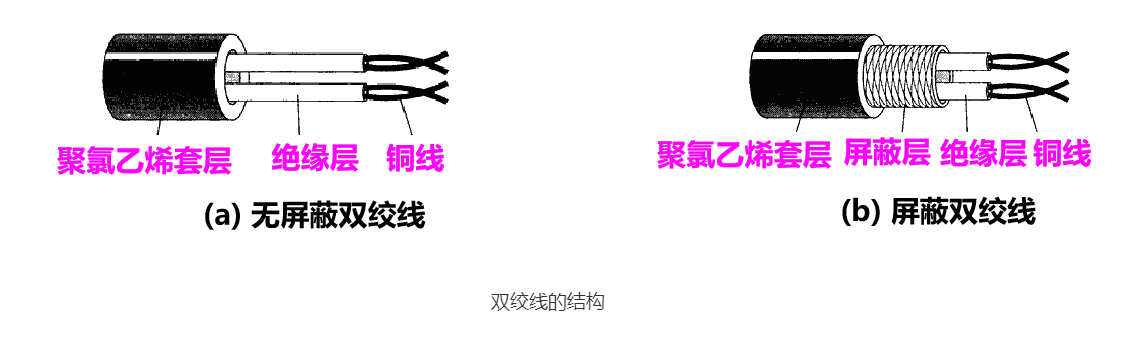 聚氯乙烯套层 绝缘层 铜线
(a) 无屏蔽双绞线
聚氯乙烯套层 屏蔽层 绝缘层 铜线
(b) 屏蔽双绞线
双绞线的结构